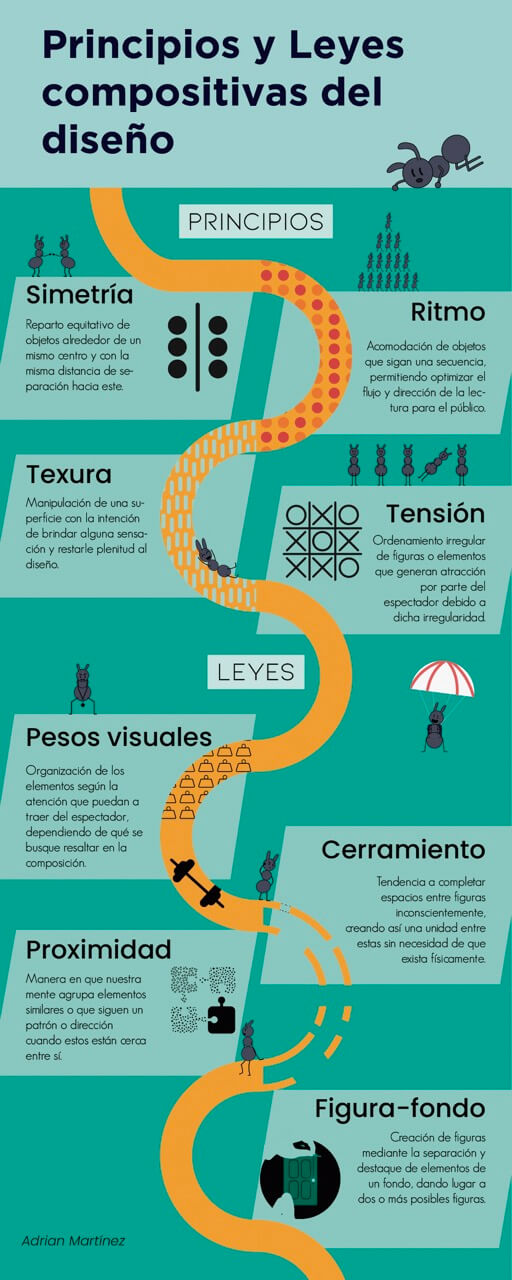 Principios y Leyes
compositivas del
diseño
PRINCIPIOS
Simetría
Reparto equitativo de
objetos alrededor de un
mismo centro y con la
misma distancia de se-
paración hacia este.
Ritmo
Acomodación de objetos
que sigan una secuencia,
permitiendo optimizar el
flujo y dirección de la lec-
tura para el público.
Texura
Manipulación de una su-
perficie con la intención
de brindar alguna sensa-
ción y restarle plenitud al
diseño.
Tensión
Ordenamiento irregular
de figuras o elementos
que generan atracción
por parte del
espectador debido a
dicha irregularidad.
LEYES
Pesos visuales
Organización de los
elementos según la
atención que puedan a
traer del espectador,
dependiendo de qué se
busque resaltar en la
composición.
Cerramiento
Tendencia a completar
espacios entre figuras
inconscientemente,
creando así una unidad entre
estas sin necesidad de que
exista físicamente.
Proximidad
Manera en que nuestra
mente agrupa elementos
similares o que siguen un
patrón o dirección
cuando estos están cerca
entre sí.
Figura-fondo
Creación de figuras
mediante la separación y
destaque de elementos de
un fondo, dando lugar a
dos o más posibles figuras.
Adrian Martínez